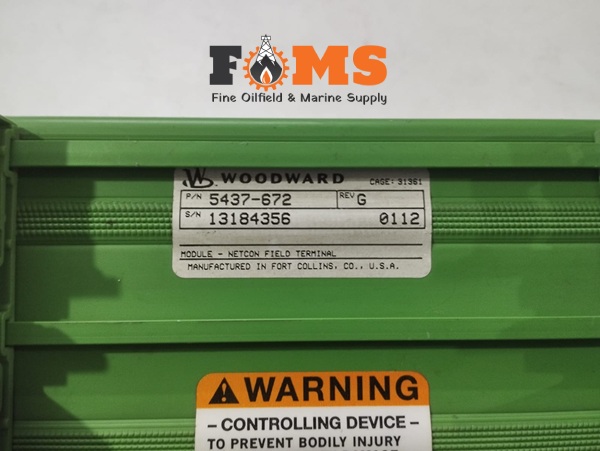 FOMS
Fine Oilfield & Marine Supply
WOODWARD CAGE: 31361
P/N 5437-672 REV G
S/N 13184356 0112
MODULE - NETCON FIELD TERMINAL
MANUFACTURED IN FORT COLLINS, CO., U.S.A.
WARNING
- CONTROLLING DEVICE -
TO PREVENT BODILY INJURY